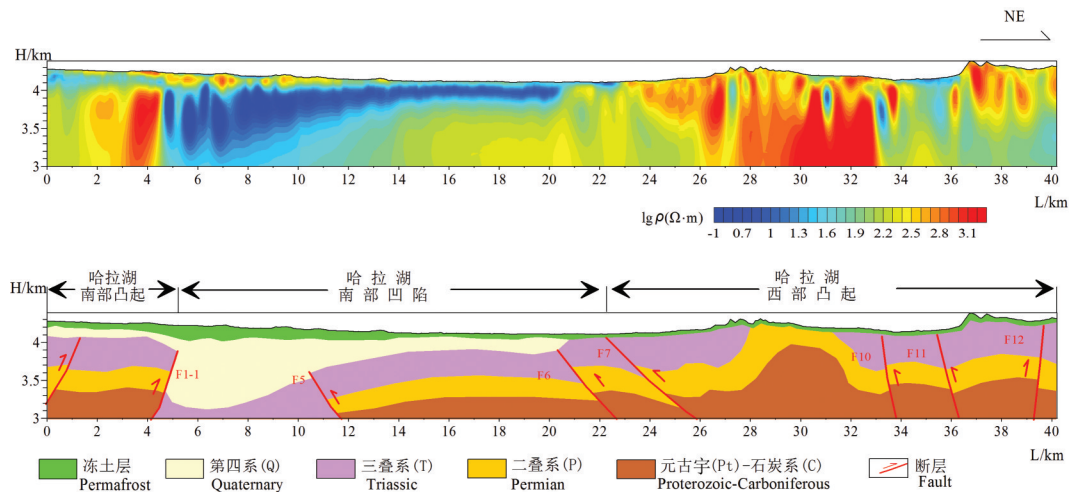 NE
H/km
4
3.5
3
0 2 4 6 8 10 12 14 16 18 20 22 24 26 28 30 32 34 36 38 40
L/km
lg ρ(Ω·m)
-1 0.7 1 1.3 1.6 1.9 2.2 2.5 2.8 3.1
哈拉湖
南部凸起
哈 拉 湖
南 部 凹 陷
哈 拉 湖
西 部 凸 起
H/km
4
3.5
3
F1-1
F5
F6
F7
F10
F11
F12
0 2 4 6 8 10 12 14 16 18 20 22 24 26 28 30 32 34 36 38 40
L/km
冻土层
Permafrost
第四系(Q)
Quaternary
三叠系(T)
Triassic
二叠系(P)
Permian
元古宇(Pt)-石炭系(C)
Proterozoic-Carboniferous
断层
Fault